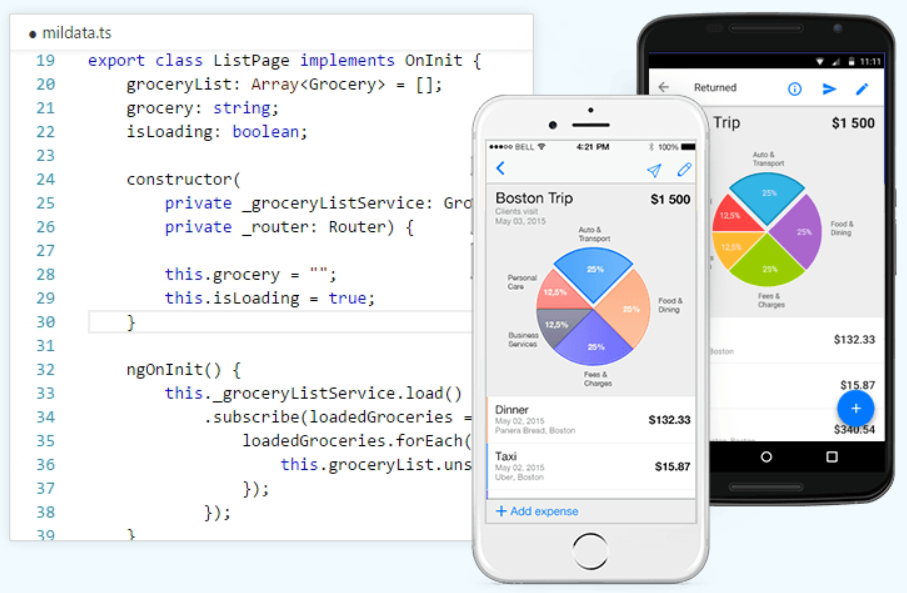 ● mildata.ts
19 export class ListPage implements OnInit {
20 groceryList: Array<Grocery> = [];
21 grocery: string;
22 isLoading: boolean;
23
24 constructor(
25 private _groceryListService: Gro
26 private _router: Router) {
27
28 this.grocery = "";
29 this.isLoading = true;
30 }
31
32 ngOnInit() {
33 this._groceryListService.load()
34 .subscribe(loadedGroceries =
35 loadedGroceries.forEach(
36 this.groceryList.uns
37 });
38 });
39 }
BELL 4:21 PM 100%
Boston Trip $1 500
Clients visit
May 03, 2015
Auto &
Transport
25%
Personal
Care
12,5%
Food &
Dining
25%
Business
Services
12,5%
25%
Fees &
Charges
Dinner
May 02, 2015
Panera Bread, Boston
$132.33
Taxi
May 02, 2015
Uber, Boston
$15.87
+ Add expense
11:11
Returned
Trip $1 500
Auto &
Transport
25%
12,5%
Food &
Dining
25%
12,5%
s
25%
Fees &
Charges
$132.33
Boston
$15.87
+
$340.54
Boston